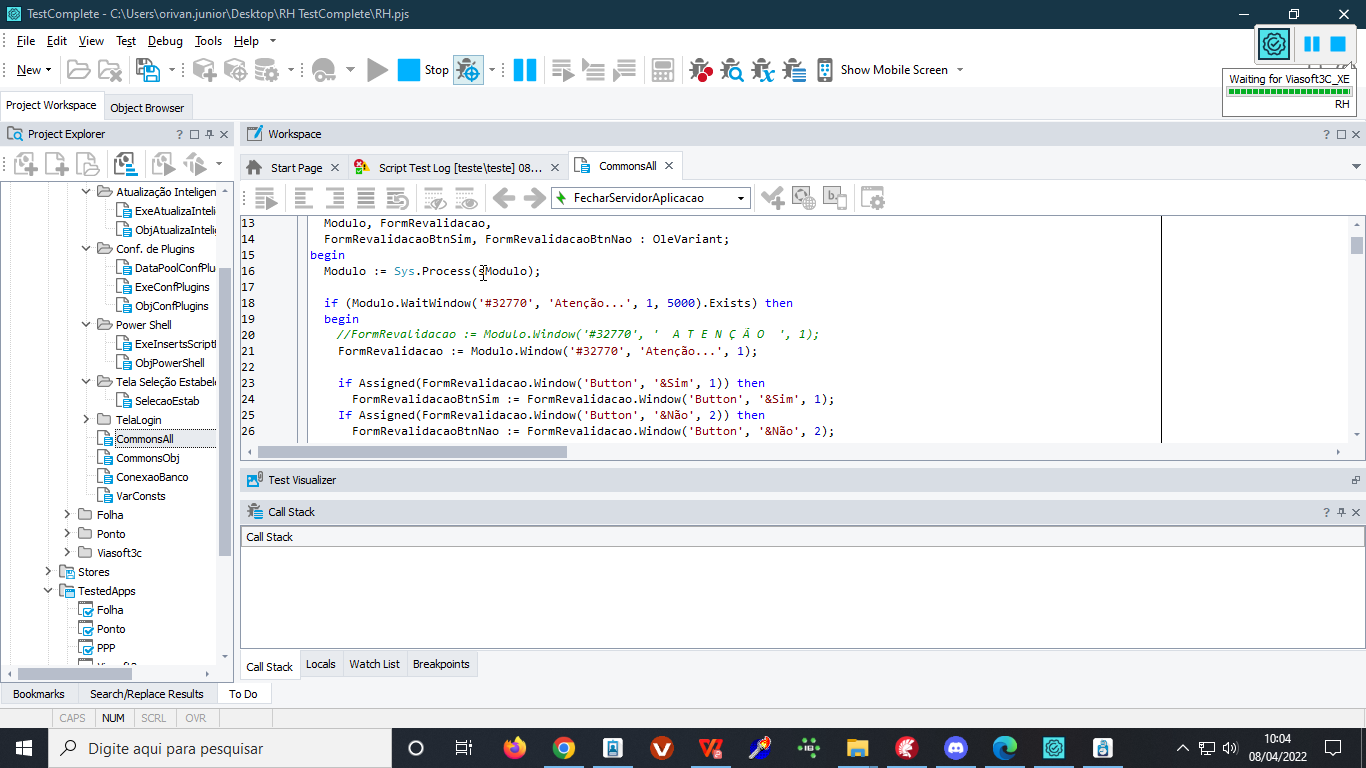 TestComplete - C:\Users\orivan.junior\Desktop\RH TestComplete\RH.pjs
File Edit View Test Debug Tools Help
New Stop Show Mobile Screen
Waiting for Viasoft3C_XE
RH
Project Workspace Object Browser
Project Explorer
Workspace
Start Page Script Test Log [teste\teste] 08... CommonsAll
FecharServidorAplicacao
Atualização Inteligen
ExeAtualizaInteli
ObjAtualizaInteli
Conf. de Plugins
DataPoolConfPlu
ExeConfPlugins
ObjConfPlugins
Power Shell
ExeInsertsScript
ObjPowerShell
Tela Seleção Estabel
SelecaoEstab
TelaLogin
CommonsAll
CommonsObj
ConexaoBanco
VarConsts
Folha
Ponto
Viasoft3c
Stores
TestedApps
Folha
Ponto
PPP
13 Modulo, FormRevalidacao,
14 FormRevalidacaoBtnSim, FormRevalidacaoBtnNao : OleVariant;
15 begin
16 Modulo := Sys.Process(sModulo);
17
18 if (Modulo.WaitWindow('#32770', 'Atenção...', 1, 5000).Exists) then
19 begin
20 //FormRevalidacao := Modulo.Window('#32770', ' A T E N Ç Ã O ', 1);
21 FormRevalidacao := Modulo.Window('#32770', 'Atenção...', 1);
22
23 if Assigned(FormRevalidacao.Window('Button', '&Sim', 1)) then
24 FormRevalidacaoBtnSim := FormRevalidacao.Window('Button', '&Sim', 1);
25 If Assigned(FormRevalidacao.Window('Button', '&Não', 2)) then
26 FormRevalidacaoBtnNao := FormRevalidacao.Window('Button', '&Não', 2);
Test Visualizer
Call Stack
Call Stack
Call Stack Locals Watch List Breakpoints
Bookmarks Search/Replace Results To Do
CAPS NUM SCRL OVR
Digite aqui para pesquisar
10:04
08/04/2022